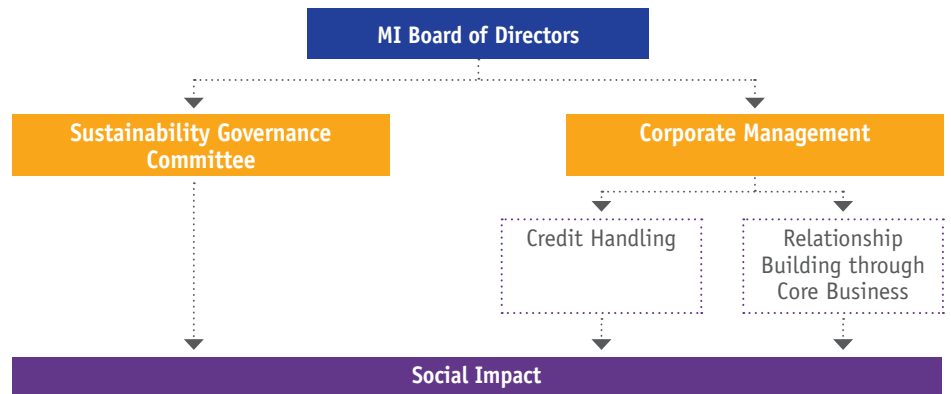 MI Board of Directors
Sustainability Governance
Committee
Corporate Management
Credit Handling
Relationship
Building through
Core Business
Social Impact